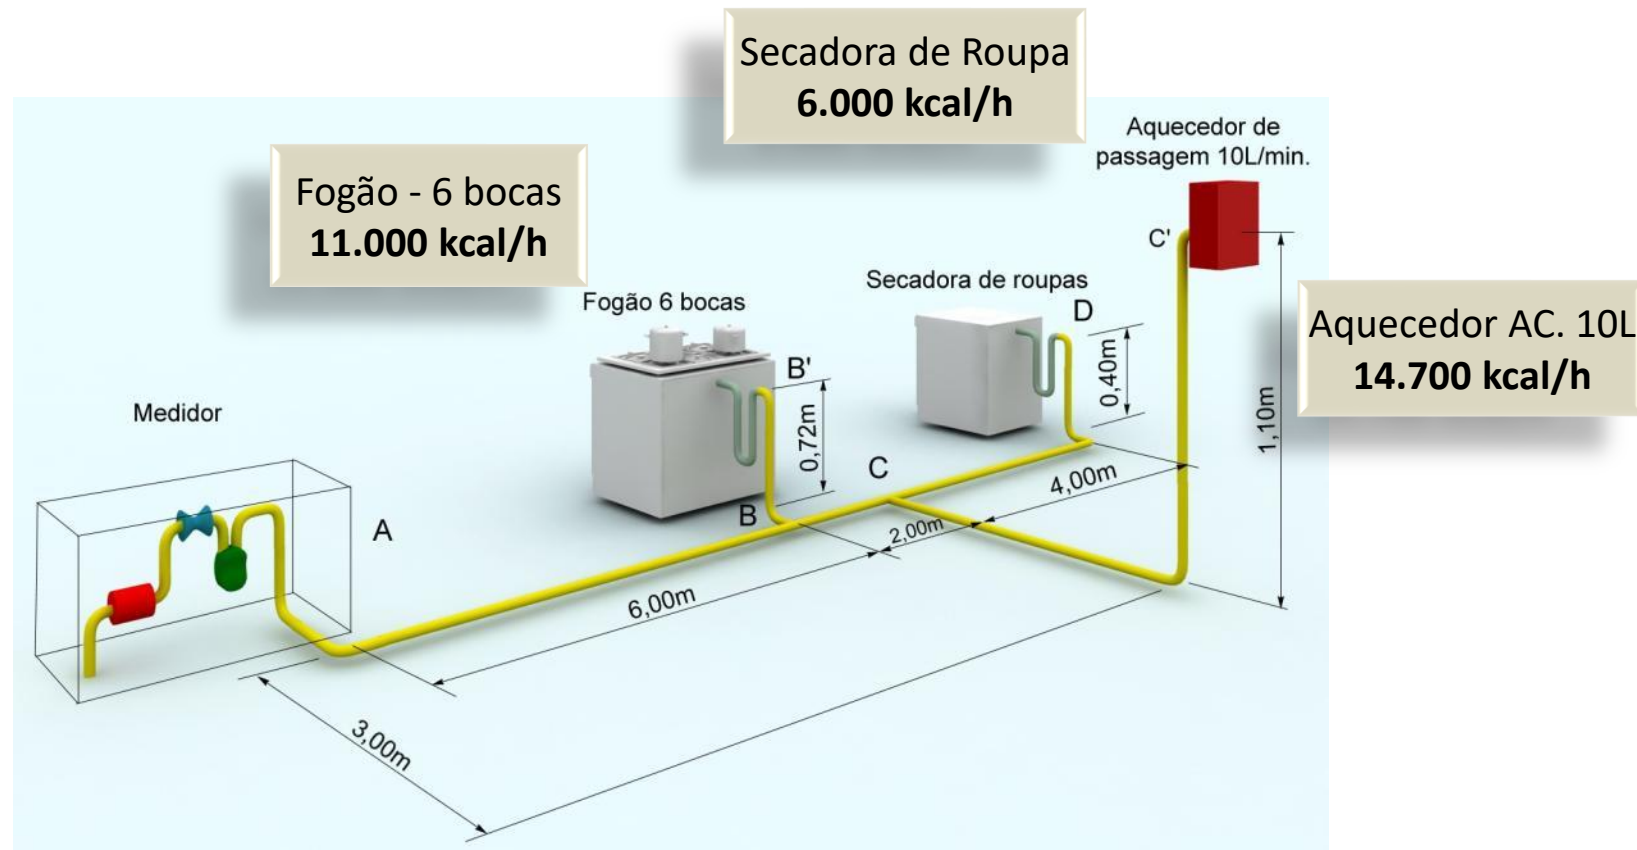 Secadora de Roupa
6.000 kcal/h
Aquecedor de
passagem 10L/min.
Fogão - 6 bocas
11.000 kcal/h
C'
Secadora de roupas
Fogão 6 bocas
D
Aquecedor AC. 10L
14.700 kcal/h
B'
0,40m
1,10m
Medidor
0,72m
C
4,00m
A
B
2,00m
6,00m
3,00m